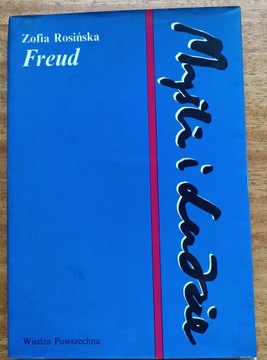 Zofia Rosińska
Freud
Myśli i Ludzie
Wiedza Powszechna